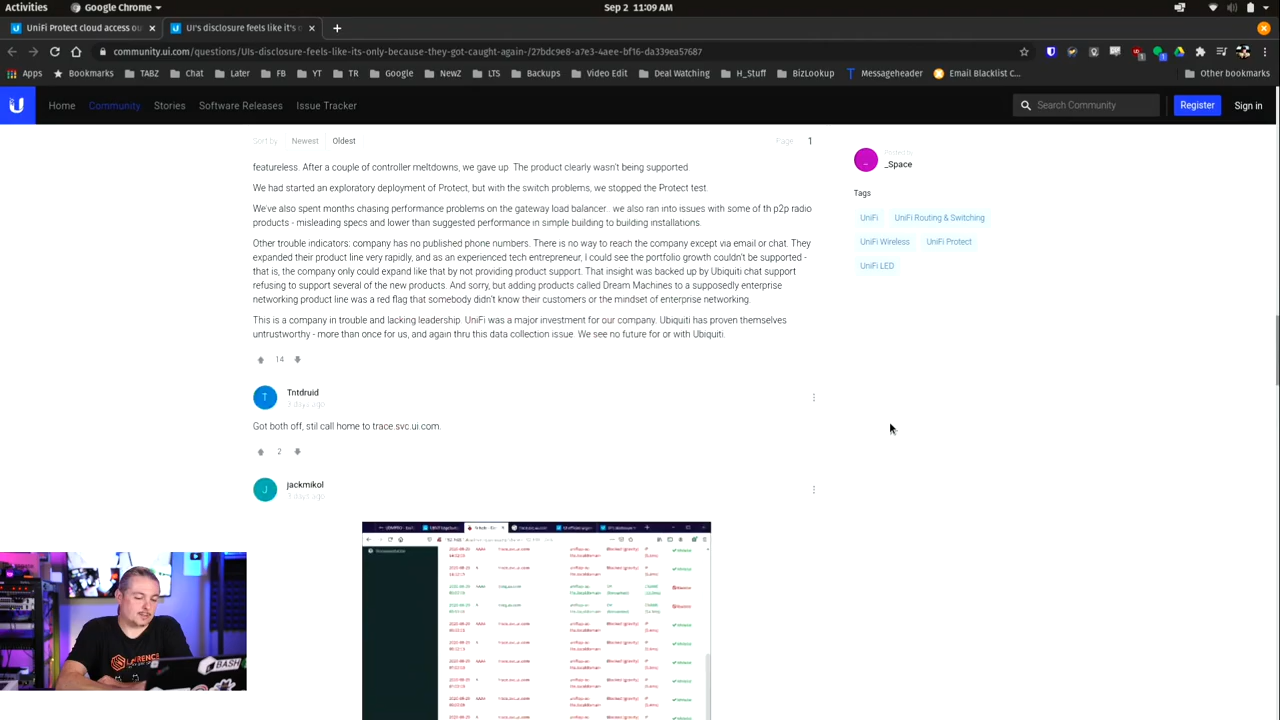 Activities
Google Chrome
Sep 2 11:09 AM
UniFi Protect cloud access ou
UI's disclosure feels like it's o
community.ui.com/questions/UIs-disclosure-feels-like-its-only-because-they-got-caught-again-/27bdc9e8-a7e3-4aee-bf16-da339ea57687
Apps Bookmarks TABZ Chat Later FB YT TR Google NewZ LTS Backups Video Edit Deal Watching H_Stuff BizLookup Messageheader Email Blacklist C... Other bookmarks
Home Community Stories Software Releases Issue Tracker Search Community Register Sign in
Sort by Newest Oldest Page 1
featureless. After a couple of controller meltdowns, we gave up The product clearly wasn't being supported
We had started an exploratory deployment of Protect, but with the switch problems, we stopped the Protect test.
We've also spent months chasing performance problems on the gateway load balancer.. we also ran into issues with some of th p2p radio
products - misleading specs and lower than suggested performance in simple building to building installations.
Other trouble indicators: company has no published phone numbers. There is no way to reach the company except via email or chat. They
expanded their product line very rapidly, and as an experienced tech entrepreneur, I could see the portfolio growth couldn't be supported -
that is, the company could expand like that by not providing product support. That insight was backed up by Ubiquiti chat support
refusing to support several of the new products. And sorry, but adding products called Dream Machines to a supposedly enterprise
networking product line was a red flag that somebody didn't know their customers or the mindset of enterprise networking.
This is a company in trouble and lacking leadership. UniFi was a major investment for our company. Ubiquiti has proven themselves
untrustworthy - more than once for us, and again thru this data collection issue. We see no future for or with Ubiquiti.
14
Tntdruid
3 days ago
Got both off, stil call home to trace.svc.ui.com.
2
jackmikol
3 days ago
Posted by
_Space
Tags
UniFi UniFi Routing & Switching
UniFi Wireless UniFi Protect
UniFi LED